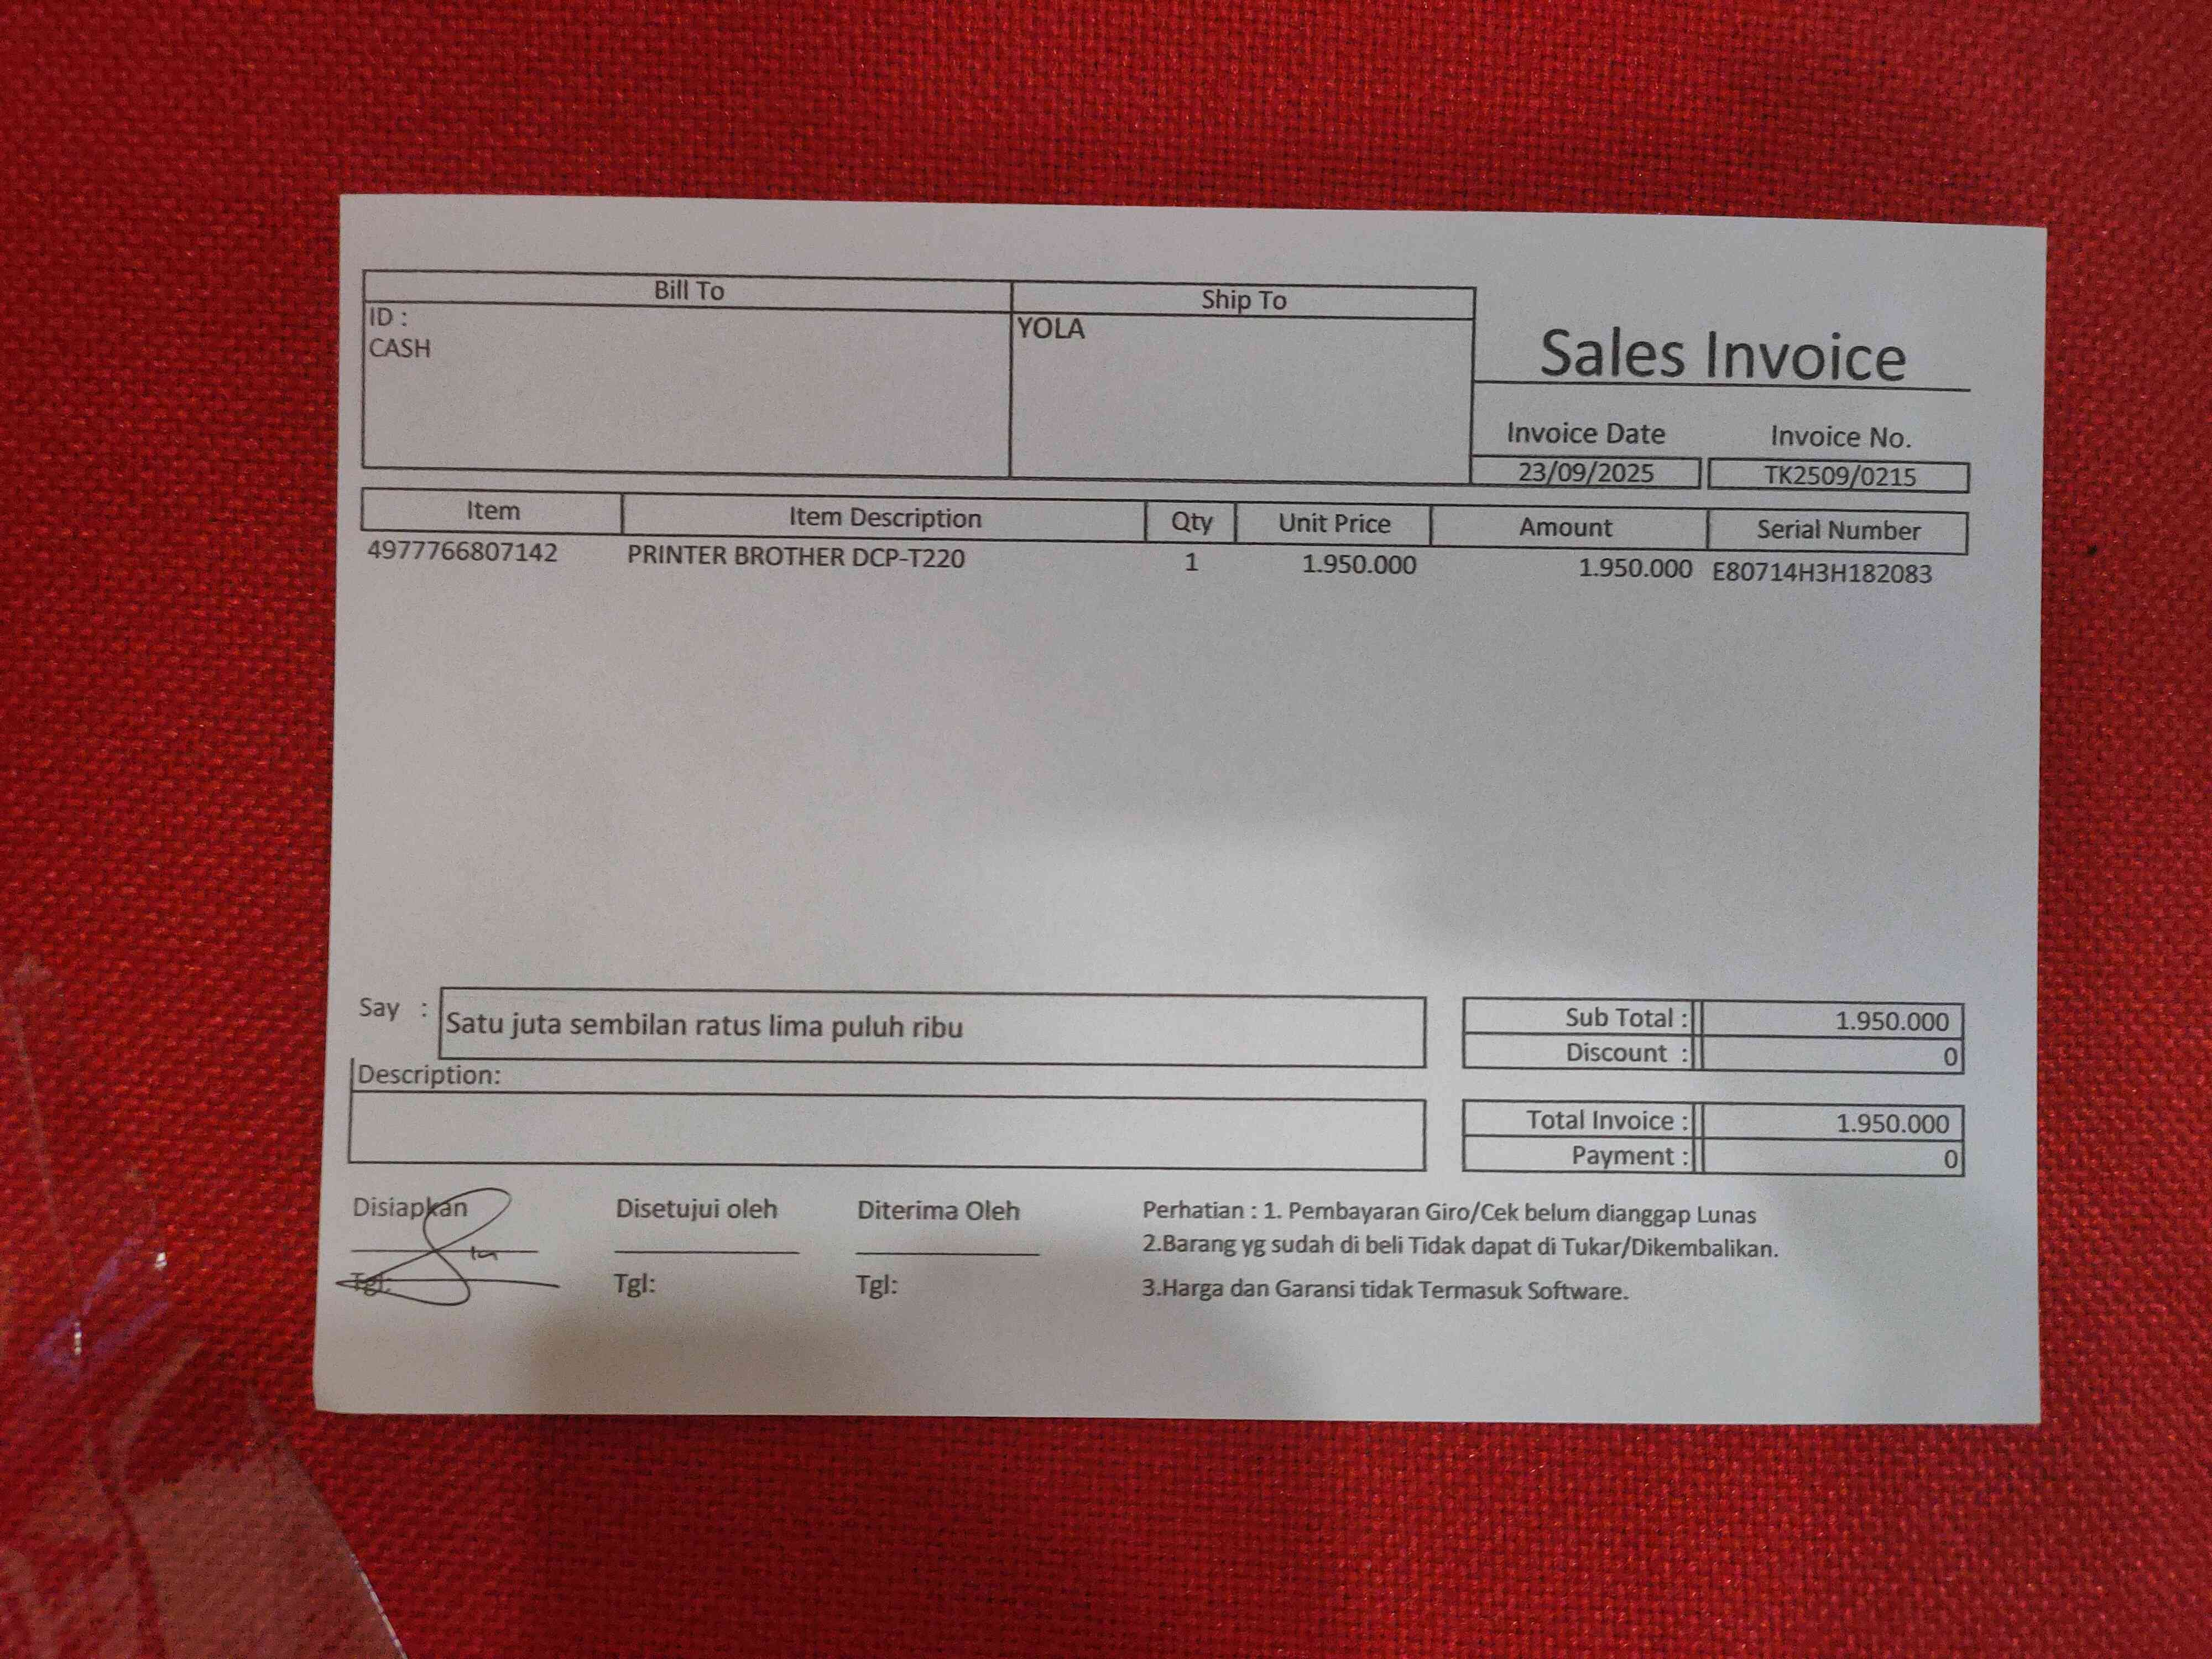 Bill To
ID :
CASH
Ship To
YOLA
Sales Invoice
Invoice Date Invoice No.
23/09/2025 TK2509/0215
Item Item Description Qty Unit Price Amount Serial Number
4977766807142 PRINTER BROTHER DCP-T220 1 1.950.000 1.950.000 E80714H3H182083
Say : Satu juta sembilan ratus lima puluh ribu
Description:
Sub Total : 1.950.000
Discount : 0
Total Invoice : 1.950.000
Payment : 0
Disiapkan Disetujui oleh Diterima Oleh
Tgl: Tgl: Tgl:
Perhatian : 1. Pembayaran Giro/Cek belum dianggap Lunas
2.Barang yg sudah di beli Tidak dapat di Tukar/Dikembalikan.
3.Harga dan Garansi tidak Termasuk Software.